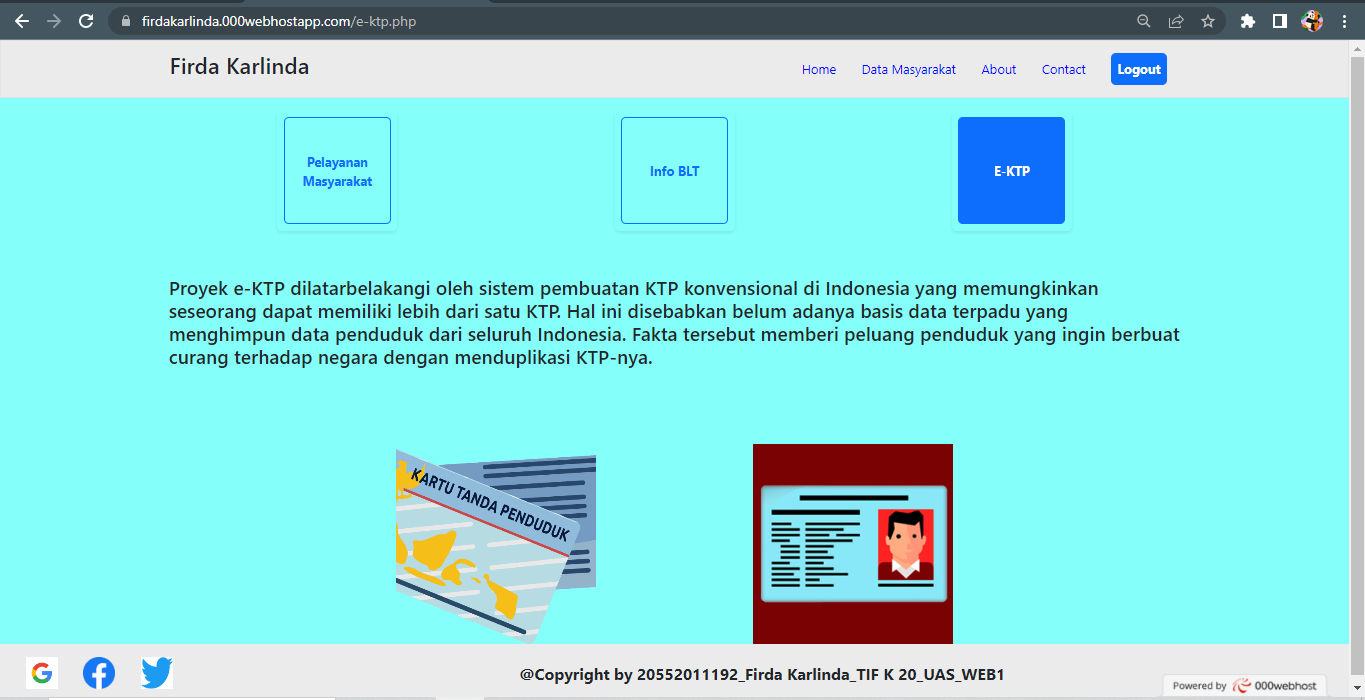 firdakarlinda.000webhostapp.com/e-ktp.php
Firda Karlinda
Home
Data Masyarakat
About
Contact
Logout
Pelayanan
Masyarakat
Info BLT
E-KTP
Proyek e-KTP dilatarbelakangi oleh sistem pembuatan KTP konvensional di Indonesia yang memungkinkan
seseorang dapat memiliki lebih dari satu KTP. Hal ini disebabkan belum adanya basis data terpadu yang
menghimpun data penduduk dari seluruh Indonesia. Fakta tersebut memberi peluang penduduk yang ingin berbuat
curang terhadap negara dengan menduplikasi KTP-nya.
KARTU TANDA PENDUDUK
@Copyright by 20552011192_Firda Karlinda_TIF K 20_UAS_WEB1
Powered by 000webhost